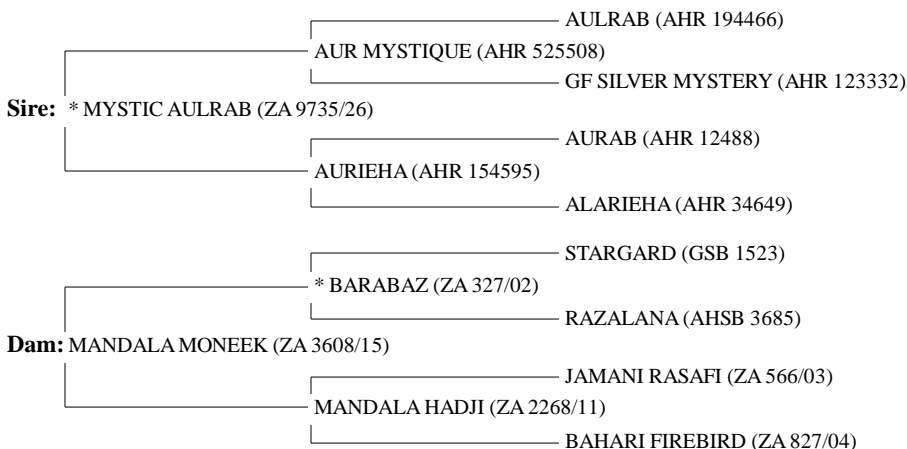 AULRAB (AHR 194466)
AUR MYSTIQUE (AHR 525508)
GF SILVER MYSTERY (AHR 123332)
Sire: * MYSTIC AULRAB (ZA 9735/26)
AURAB (AHR 12488)
AURIEHA (AHR 154595)
ALARIEHA (AHR 34649)
STARGARD (GSB 1523)
* BARABAZ (ZA 327/02)
RAZALANA (AHSB 3685)
Dam: MANDALA MONEEK (ZA 3608/15)
JAMANI RASAFI (ZA 566/03)
MANDALA HADJI (ZA 2268/11)
BAHARI FIREBIRD (ZA 827/04)